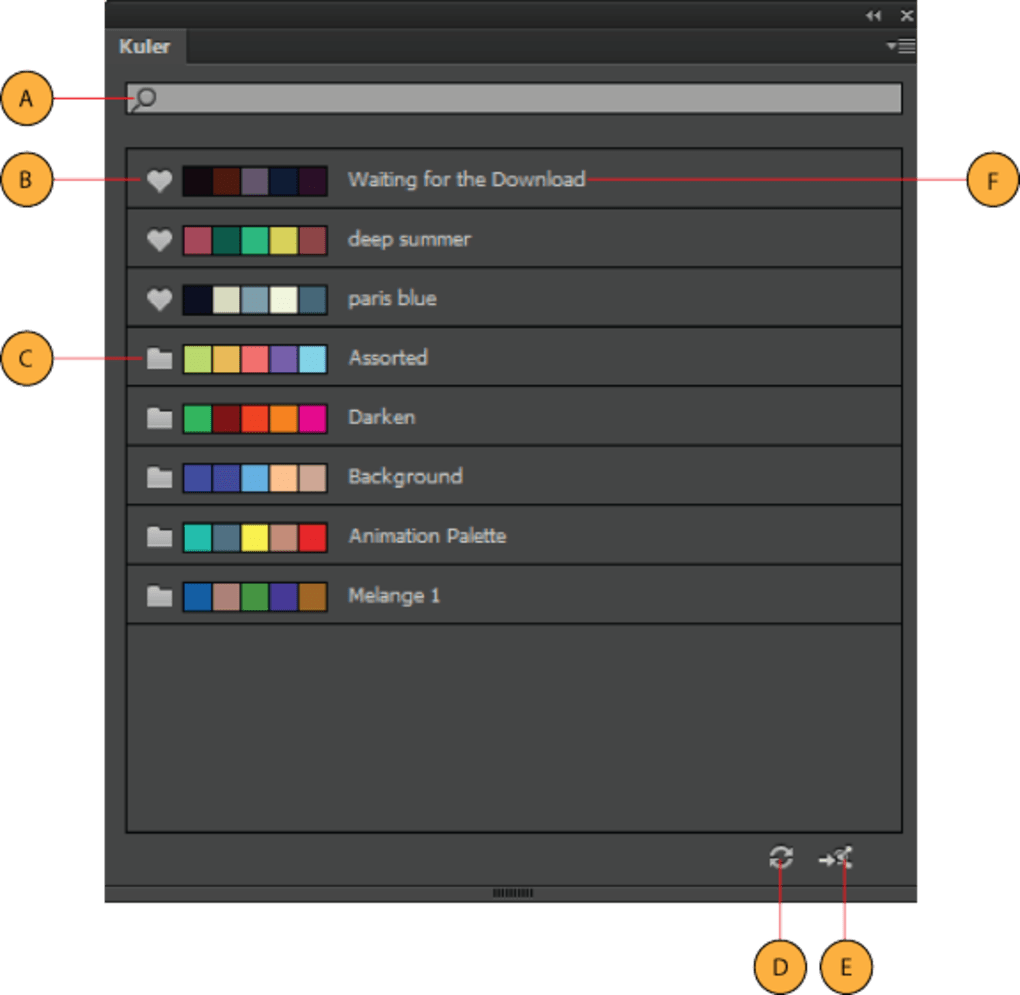 Kuler
A
B
Waiting for the Download
F
deep summer
paris blue
C
Assorted
Darken
Background
Animation Palette
Melange 1
D
E